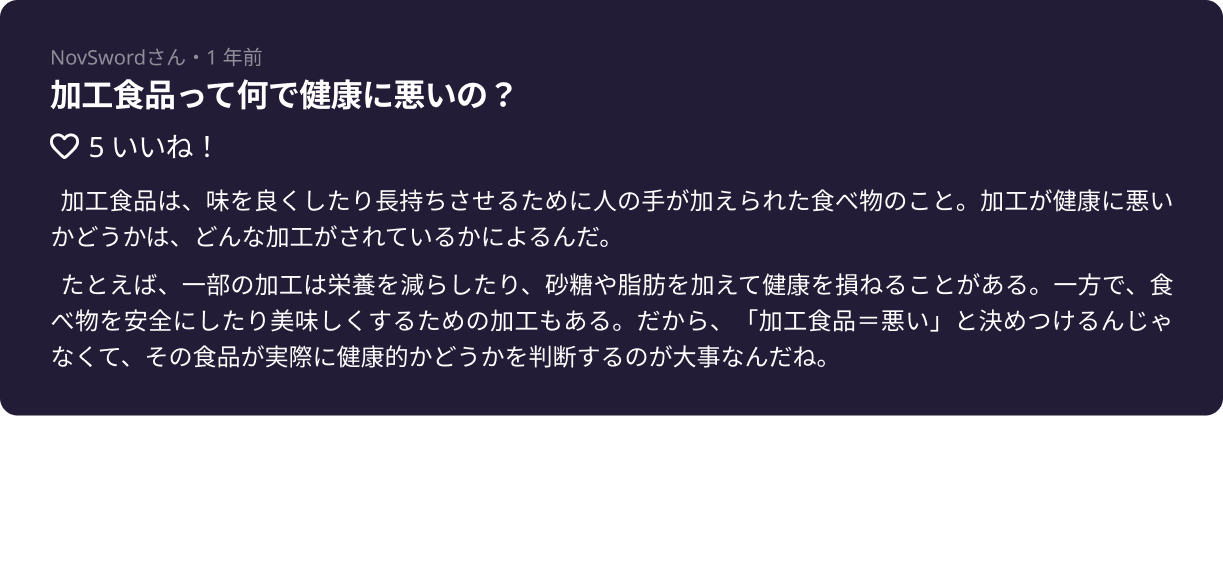 NovSwordさん・1 年前
加工食品って何で健康に悪いの？
5 いいね！
加工食品は、味を良くしたり長持ちさせるために人の手が加えられた食べ物のこと。加工が健康に悪い
かどうかは、どんな加工がされているかによるんだ。
たとえば、一部の加工は栄養を減らしたり、砂糖や脂肪を加えて健康を損ねることがある。一方で、食
べ物を安全にしたり美味しくするための加工もある。だから、「加工食品＝悪い」と決めつけるんじゃ
なくて、その食品が実際に健康的かどうかを判断するのが大事なんだね。